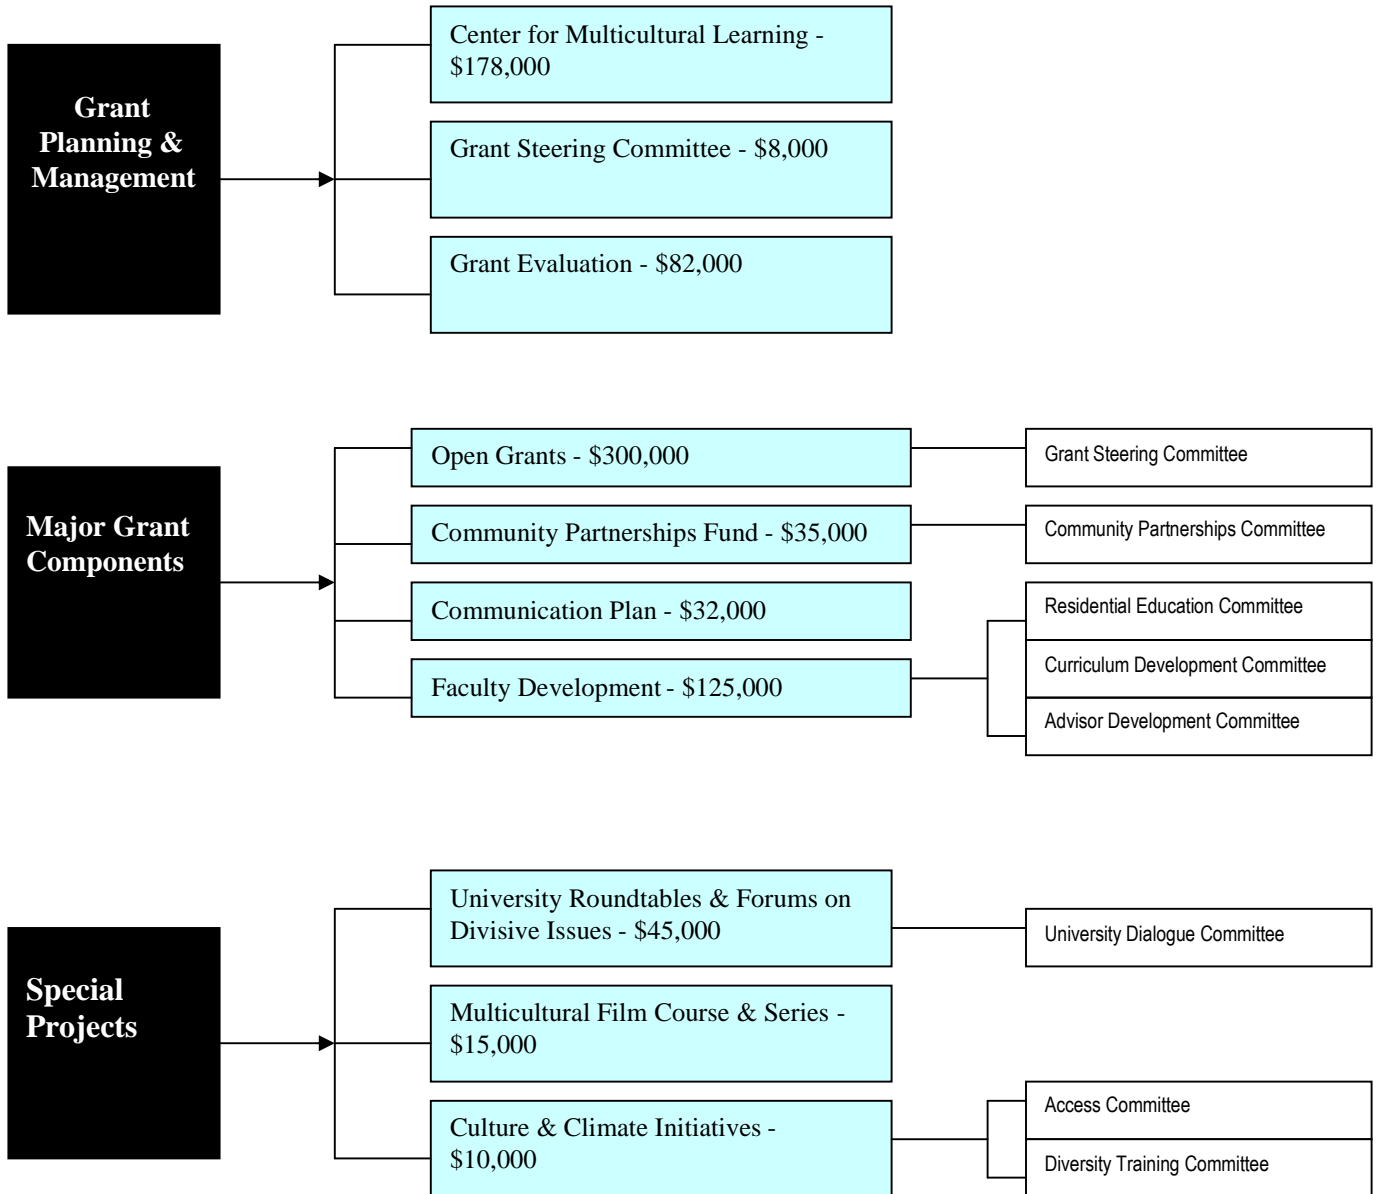 Grant
Planning &
Management
Center for Multicultural Learning -
$178,000
Grant Steering Committee - $8,000
Grant Evaluation - $82,000
Major Grant
Components
Open Grants - $300,000
Grant Steering Committee
Community Partnerships Fund - $35,000
Community Partnerships Committee
Communication Plan - $32,000
Faculty Development - $125,000
Residential Education Committee
Curriculum Development Committee
Advisor Development Committee
Special
Projects
University Roundtables & Forums on
Divisive Issues - $45,000
University Dialogue Committee
Multicultural Film Course & Series -
$15,000
Culture & Climate Initiatives -
$10,000
Access Committee
Diversity Training Committee